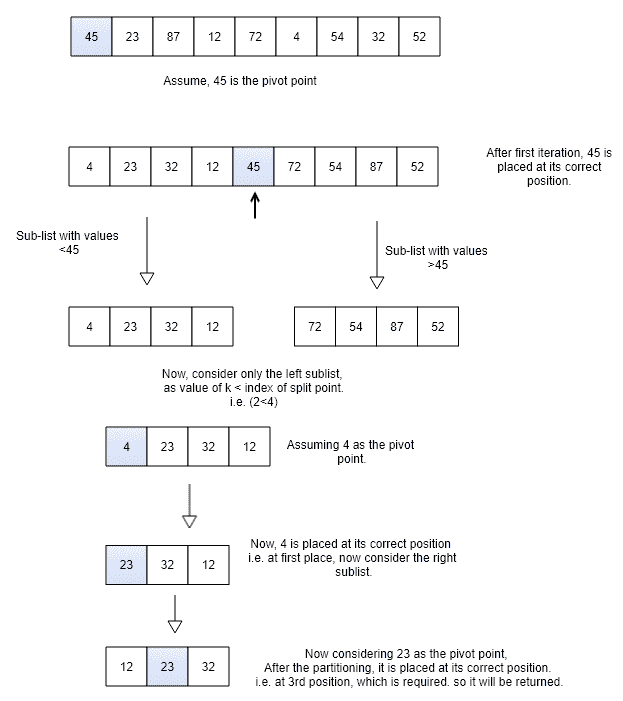 45 23 87 12 72 4 54 32 52
Assume, 45 is the pivot point
4 23 32 12 45 72 54 87 52
After first iteration, 45 is
placed at its correct
position.
Sub-list with values
<45
Sub-list with values
>45
4 23 32 12
72 54 87 52
Now, consider only the left sublist,
as value of k < index of split point.
i.e. (2<4)
4 23 32 12
Assuming 4 as the pivot
point.
23 32 12
Now, 4 is placed at its correct position
i.e. at first place, now consider the right
sublist.
12 23 32
Now considering 23 as the pivot point,
After the partitioning, it is placed at its correct position.
i.e. at 3rd position, which is required. so it will be returned.